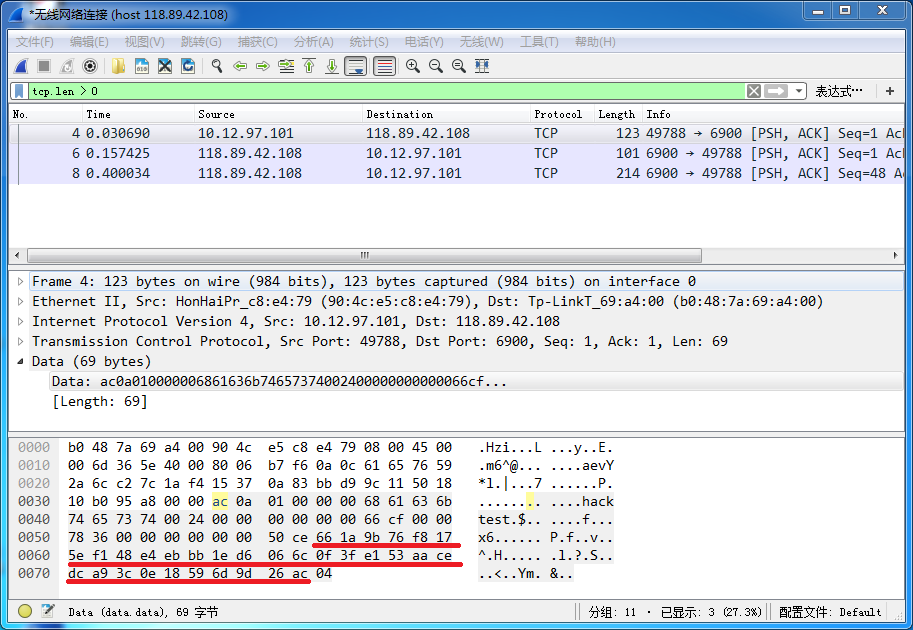 *无线网络连接 (host 118.89.42.108)
文件(F) 编辑(E) 视图(V) 跳转(G) 捕获(C) 分析(A) 统计(S) 电话(Y) 无线(W) 工具(T) 帮助(H)
tcp.len > 0 表达式…
No. Time Source Destination Protocol Length Info
4 0.030690 10.12.97.101 118.89.42.108 TCP 123 49788 → 6900 [PSH, ACK] Seq=1 Ack
6 0.157425 118.89.42.108 10.12.97.101 TCP 101 6900 → 49788 [PSH, ACK] Seq=1 Ack
8 0.400034 118.89.42.108 10.12.97.101 TCP 214 6900 → 49788 [PSH, ACK] Seq=48 A
Frame 4: 123 bytes on wire (984 bits), 123 bytes captured (984 bits) on interface 0
Ethernet II, Src: HonHaiPr_c8:e4:79 (90:4c:e5:c8:e4:79), Dst: Tp-LinkT_69:a4:00 (b0:48:7a:69:a4:00)
Internet Protocol Version 4, Src: 10.12.97.101, Dst: 118.89.42.108
Transmission Control Protocol, Src Port: 49788, Dst Port: 6900, Seq: 1, Ack: 1, Len: 69
Data (69 bytes)
Data: ac0a010000006861636b74657374002400000000000066cf...
[Length: 69]
0000 b0 48 7a 69 a4 00 90 4c e5 c8 e4 79 08 00 45 00 .Hzi...L ...y..E.
0010 00 6d 36 5e 40 00 80 06 b7 f6 0a 0c 61 65 76 59 .m6^@... ....aevY
0020 2a 6c c2 7c 1a f4 15 37 0a 83 bb d9 9c 11 50 18 *l.|...7 ......P.
0030 10 b0 95 a8 00 00 ac 0a 01 00 00 00 68 61 63 6b ........ ....hack
0040 74 65 73 74 00 24 00 00 00 00 00 00 66 cf 00 00 test.$.. ....f...
0050 78 36 00 00 00 00 00 00 50 ce 66 1a 9b 76 f8 17 x6...... P.f..v..
0060 5e f1 48 e4 eb bb 1e d6 06 6c 0f 3f e1 53 aa ce ^.H..... .l.?.S..
0070 dc a9 3c 0e 18 59 6d 9d 26 ac 04 ..<..Ym. &..
Data (data.data), 69 字节 分组: 11 · 已显示: 3 (27.3%) 配置文件: Default